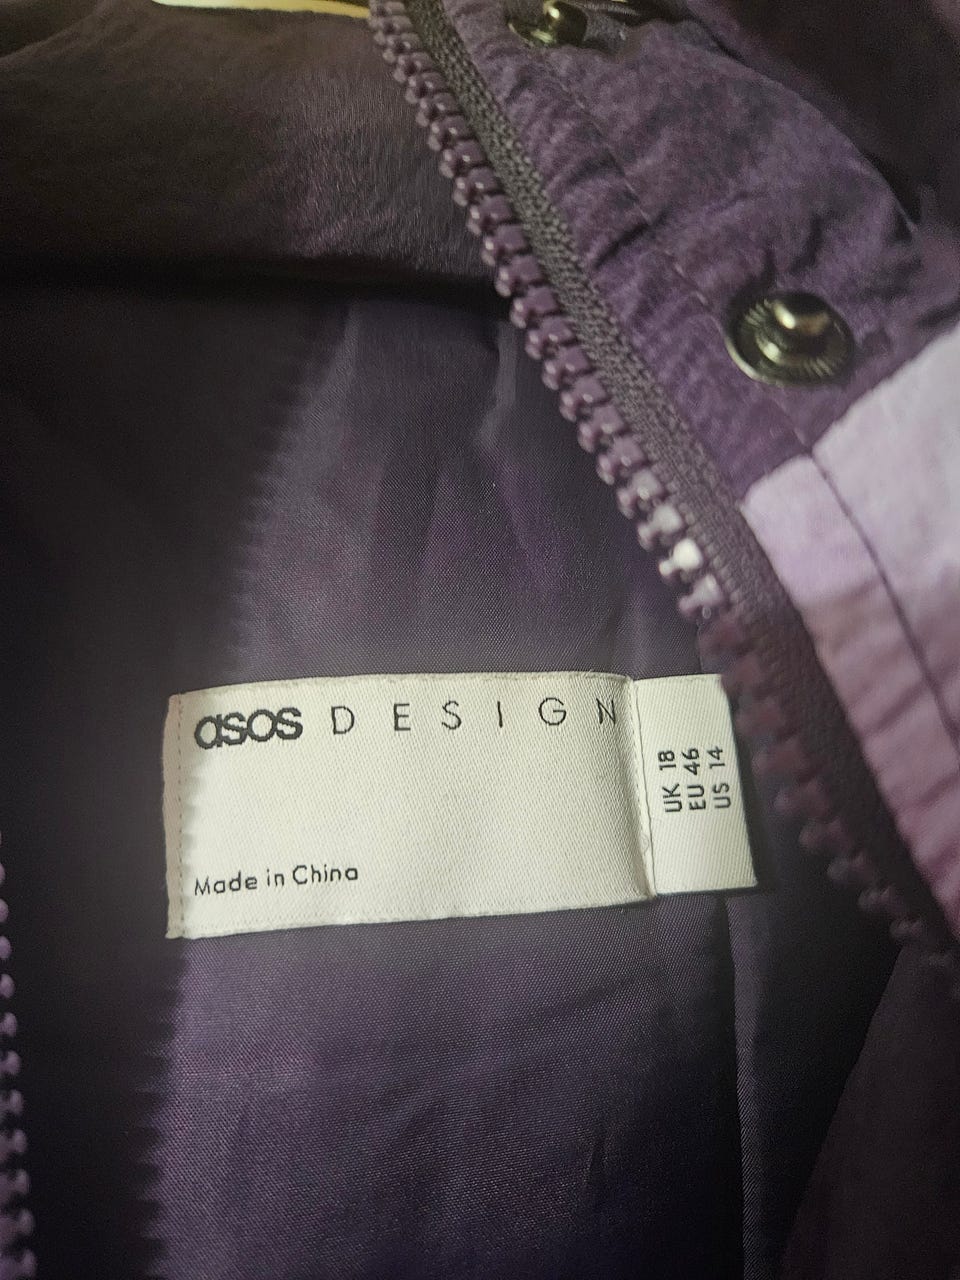 asos DESIGN
Made in China
UK 18
EU 46
US 14